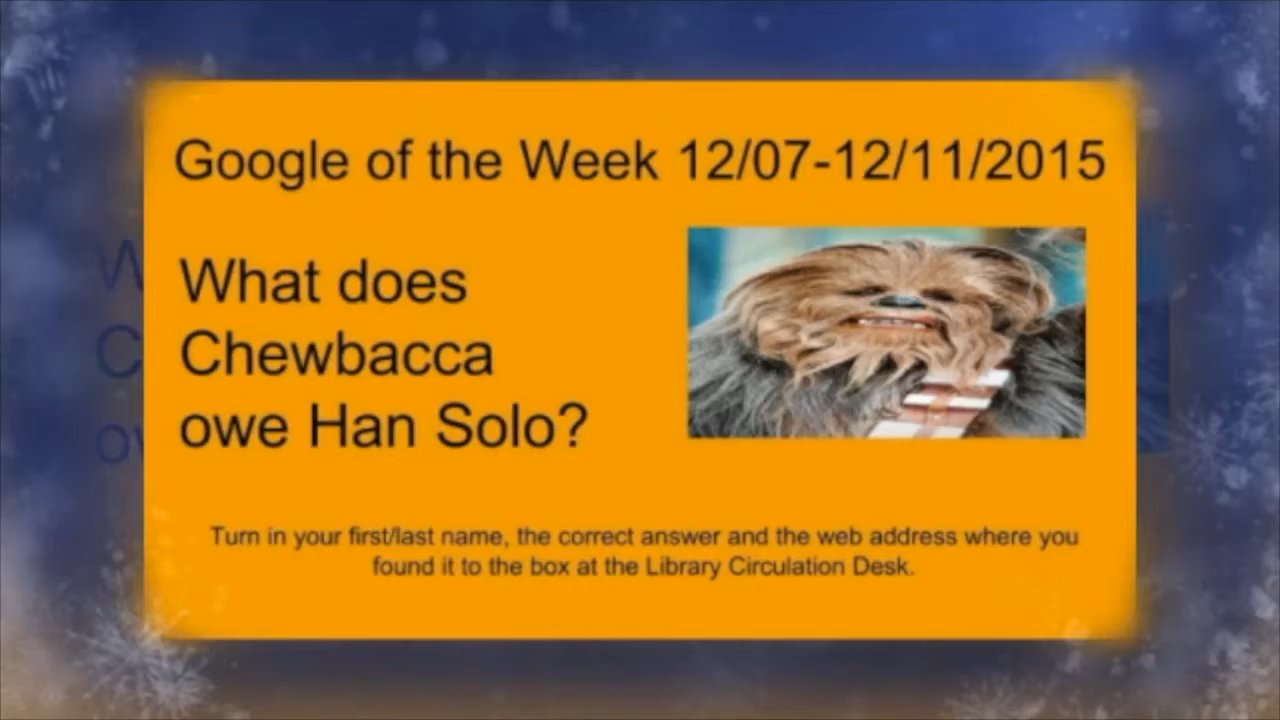 Google of the Week 12/07-12/11/2015
What does
Chewbacca
owe Han Solo?
Turn in your first/last name, the correct answer and the web address where you
found it to the box at the Library Circulation Desk.